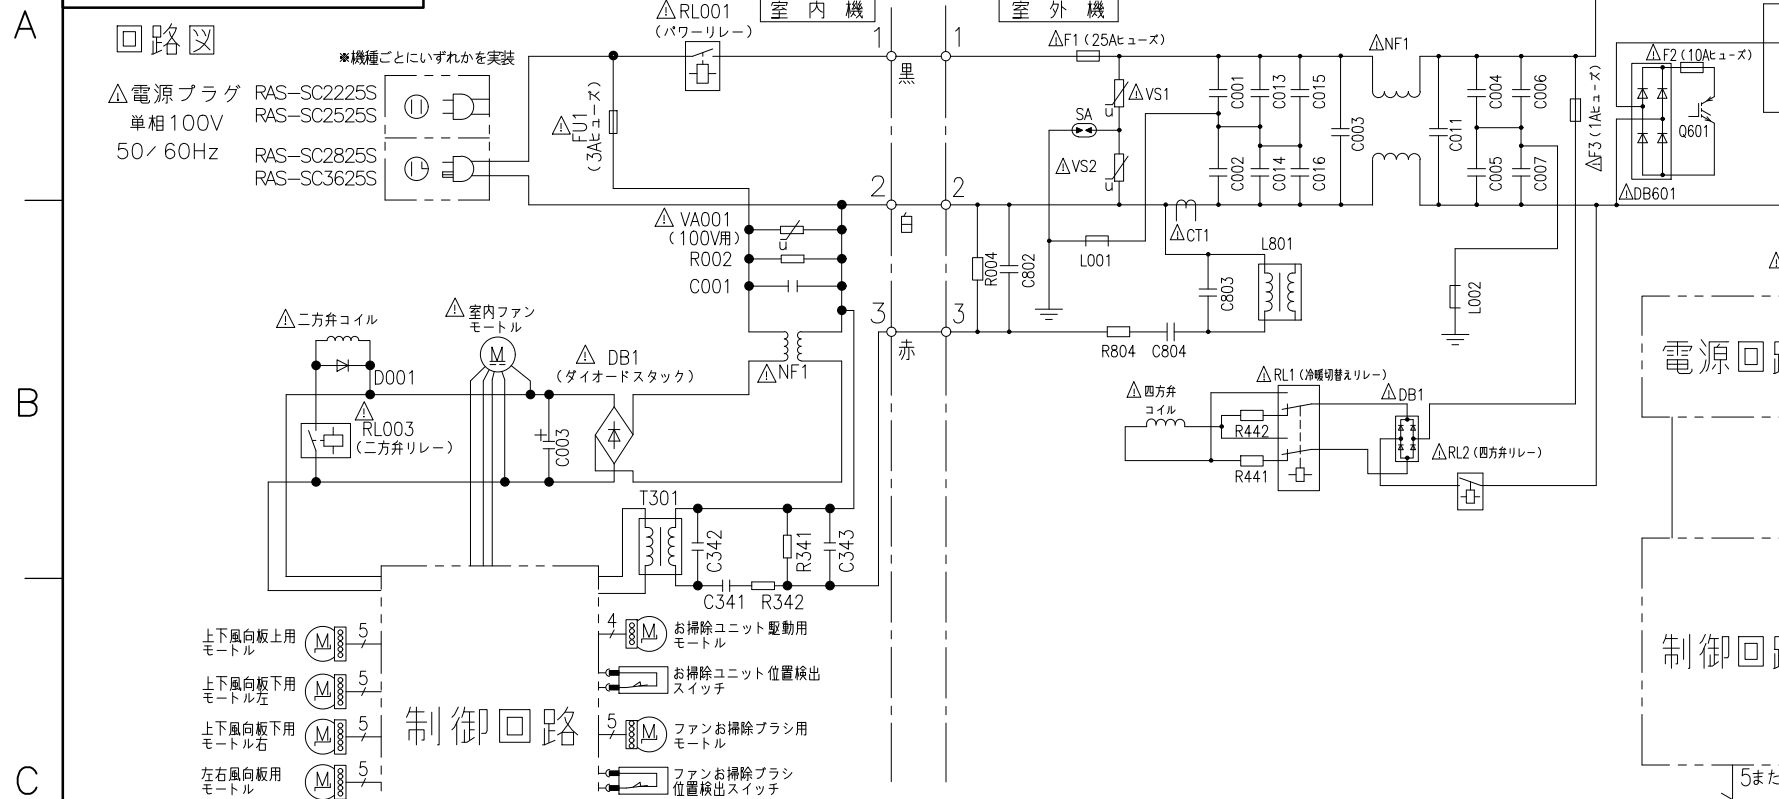 A
回路図
※機種ごとにいずれかを実装
⚠電源プラグ
単相100V
50/60Hz
RAS-SC2225S
RAS-SC2525S
RAS-SC2825S
RAS-SC3625S
⚠RL001
(パワーリレー)
室内機
室外機
1
1
黒
⚠FU1
(3Aヒューズ)
2
2
白
⚠VA001
(100V用)
u
R002
C001
3
3
赤
⚠NF1
⚠F1(25Aヒューズ)
⚠VS1
u
SA
⚠VS2
u
C001
C013
C015
C002
C014
C016
C003
⚠NF1
C011
C004
C006
C005
C007
⚠F3(1Aヒューズ)
⚠F2(10Aヒューズ)
Q601
⚠DB601
⚠CT1
L001
R004
C802
C803
L801
L002
R804
C804
B
⚠二方弁コイル
D001
⚠
RL003
(二方弁リレー)
⚠室内ファン
モートル
M
⚠DB1
(ダイオードスタック)
+
C003
T301
C342
R341
C343
C341
R342
⚠四方弁
コイル
⚠RL1(冷暖切替えリレー)
R442
R441
⚠DB1
⚠RL2(四方弁リレー)
⚠
電源回
制御回
5また
C
上下風向板上用
モートル
M
5
上下風向板下用
モートル左
M
5
上下風向板下用
モートル右
M
5
左右風向板用
モートル
M
5
制御回路
4
M
お掃除ユニット駆動用
モートル
お掃除ユニット位置検出
スイッチ
5
M
ファンお掃除ブラシ用
モートル
ファンお掃除ブラシ
位置検出スイッチ